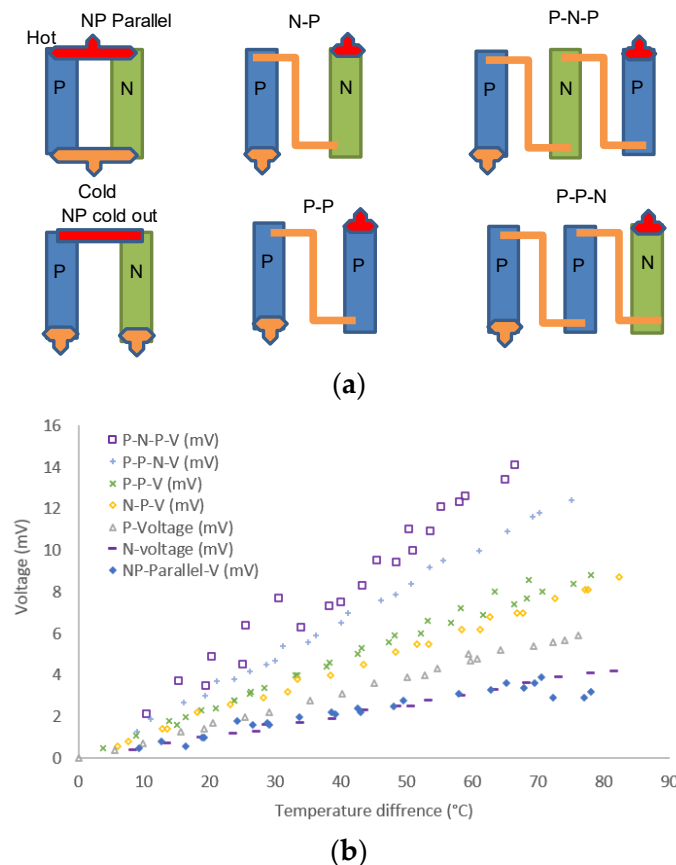 NP Parallel
N-P
P-N-P
Hot
P
N
P
N
P
N
P
Cold
NP cold out
P-P
P-P-N
P
N
P
P
P
P
N
(a)
16
14
12
10
8
6
4
2
0
Voltage (mV)
P-N-P-V (mV)
P-P-N-V (mV)
P-P-V (mV)
N-P-V (mV)
P-Voltage (mV)
N-voltage (mV)
NP-Parallel-V (mV)
0 10 20 30 40 50 60 70 80 90
Temperature diffrence (°C)
(b)